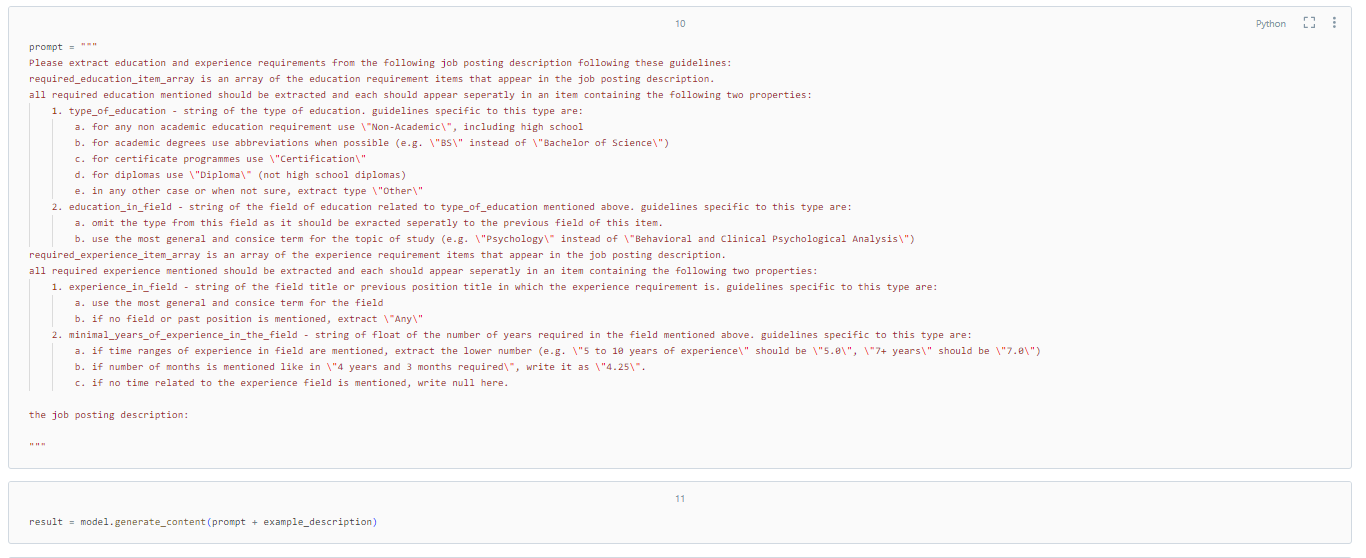 10
Python
prompt = """
Please extract education and experience requirements from the following job posting description following these guidelines:
required_education_item_array is an array of the education requirement items that appear in the job posting description.
all required education mentioned should be extracted and each should appear seperatly in an item containing the following two properties:
1. type_of_education - string of the type of education. guidelines specific to this type are:
a. for any non academic education requirement use \"Non-Academic\", including high school
b. for academic degrees use abbreviations when possible (e.g. \"BS\" instead of \"Bachelor of Science\")
c. for certificate programmes use \"Certification\"
d. for diplomas use \"Diploma\" (not high school diplomas)
e. in any other case or when not sure, extract type \"Other\"
2. education_in_field - string of the field of education related to type_of_education mentioned above. guidelines specific to this type are:
a. omit the type from this field as it should be exracted seperatly to the previous field of this item.
b. use the most general and consice term for the topic of study (e.g. \"Psychology\" instead of \"Behavioral and Clinical Psychological Analysis\")
required_experience_item_array is an array of the experience requirement items that appear in the job posting description.
all required experience mentioned should be extracted and each should appear seperatly in an item containing the following two properties:
1. experience_in_field - string of the field title or previous position title in which the experience requirement is. guidelines specific to this type are:
a. use the most general and consice term for the field
b. if no field or past position is mentioned, extract \"Any\"
2. minimal_years_of_experience_in_the_field - string of float of the number of years required in the field mentioned above. guidelines specific to this type are:
a. if time ranges of experience in field are mentioned, extract the lower number (e.g. \"5 to 10 years of experience\" should be \"5.0\", \"7+ years\" should be \"7.0\")
b. if number of months is mentioned like in \"4 years and 3 months required\", write it as \"4.25\".
c. if no time related to the experience field is mentioned, write null here.
the job posting description:
"""
11
result = model.generate_content(prompt + example_description)